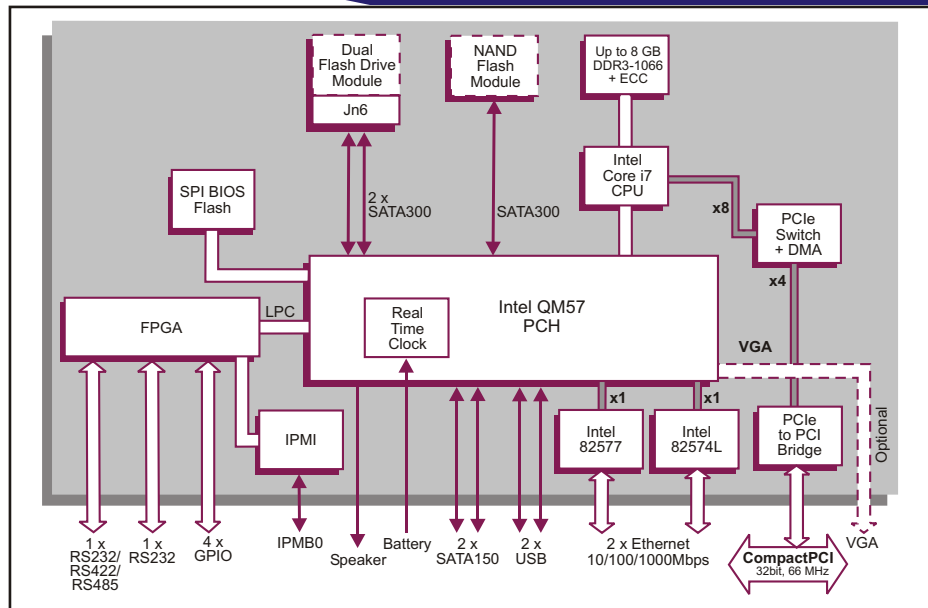 Dual
Flash Drive
Module
Jn6
NAND
Flash
Module
Up to 8 GB
DDR3-1066
+ ECC
Intel
Core i7
CPU
SPI BIOS
Flash
2 x
SATA300
SATA300
x8
PCIe
Switch
+ DMA
x4
FPGA
LPC
Real
Time
Clock
Intel QM57
PCH
VGA
x1
x1
IPMI
Intel
82577
Intel
82574L
PCIe
to PCI
Bridge
Optional
1 x
RS232/
RS422/
RS485
1 x
RS232
4 x
GPIO
IPMB0
Speaker
Battery
2 x
SATA150
2 x
USB
2 x Ethernet
10/100/1000Mbps
CompactPCI
32bit, 66 MHz
VGA